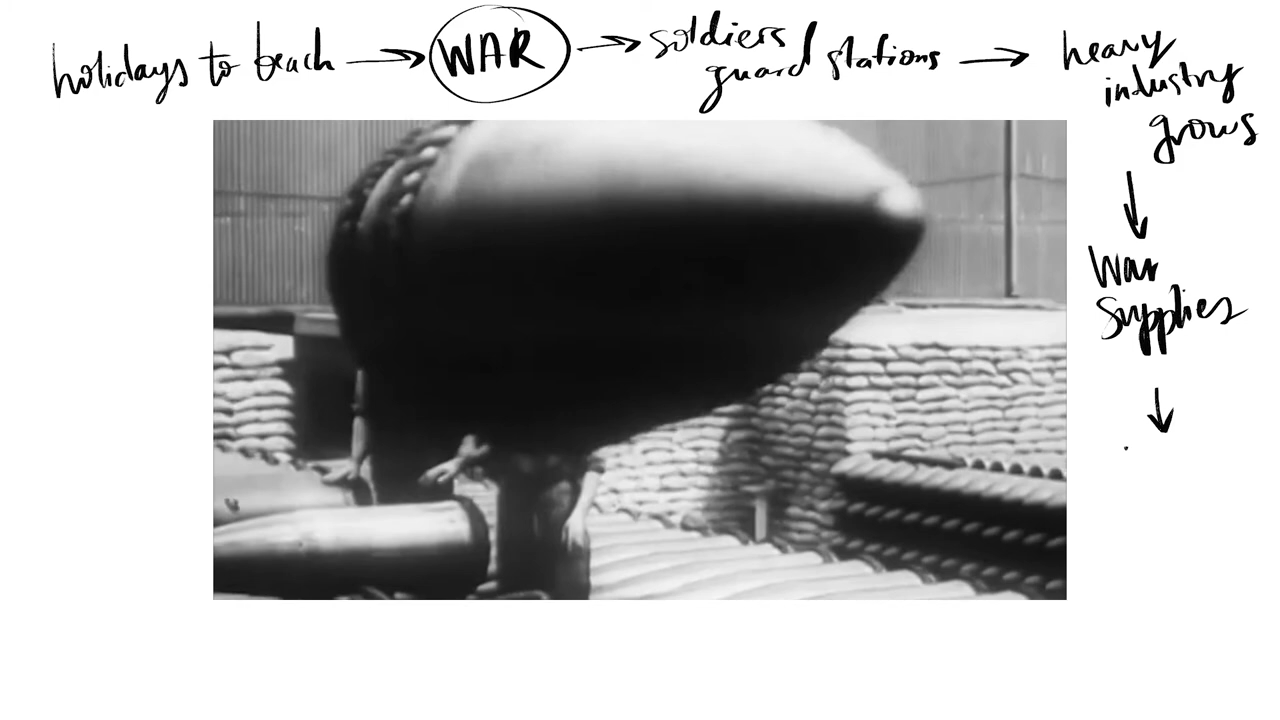 holidays to beach → WAR → soldiers
guard stations → heavy
industry
grows
↓
War
Supplies
↓